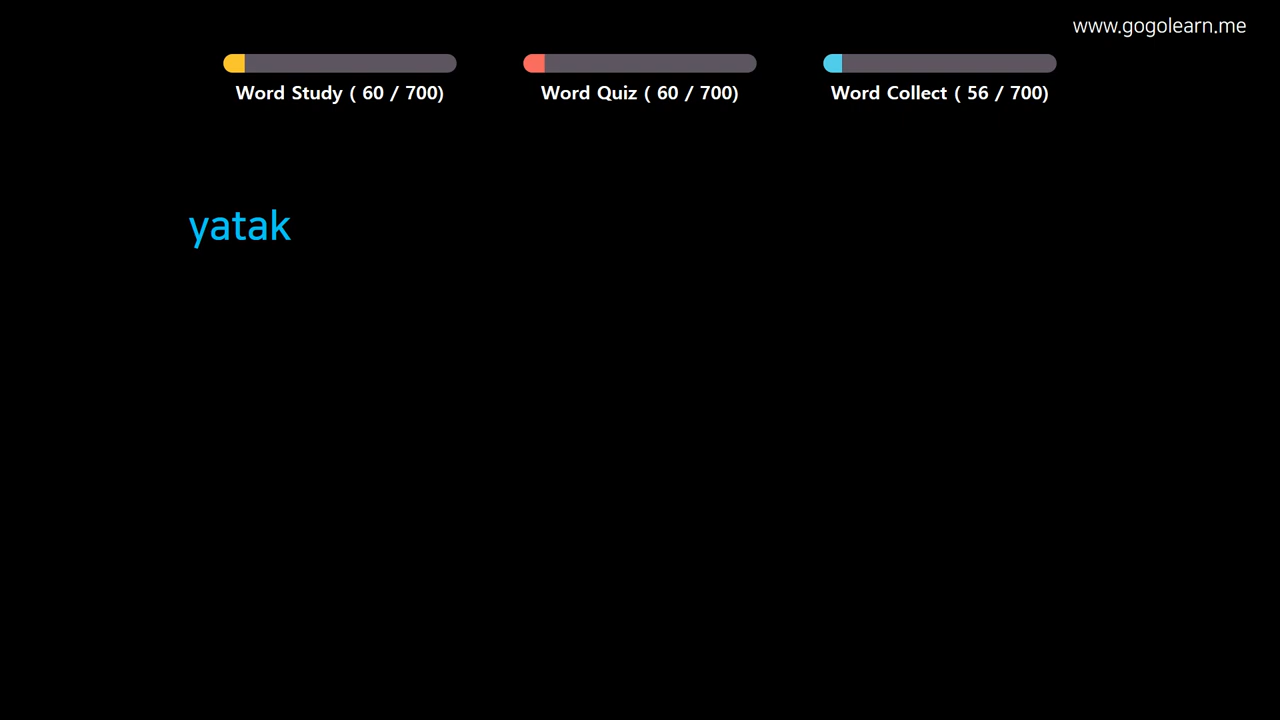 www.gogolearn.me
Word Study ( 60 / 700)
Word Quiz ( 60 / 700)
Word Collect ( 56 / 700)
yatak